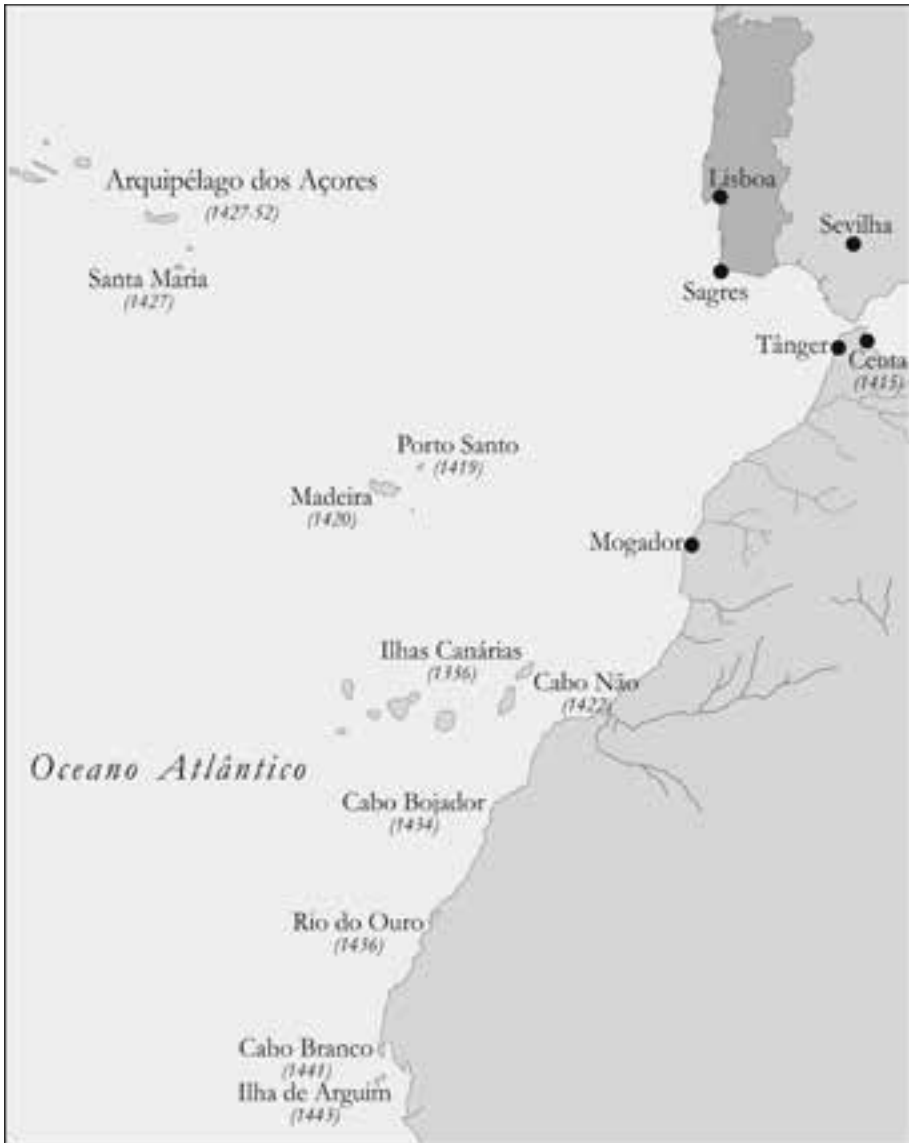 Lisboa
Arquipélago dos Açores
(1427-52)
Sevilha
Santa Maria
(1427)
Sagres
Tânger
Ceuta
(1415)
Porto Santo
(1419)
Madeira
(1420)
Mogador
Ilhas Canárias
(1336)
Cabo Não
(1422)
Oceano Atlântico
Cabo Bojador
(1434)
Rio do Ouro
(1436)
Cabo Branco
(1441)
Ilha de Arguim
(1443)